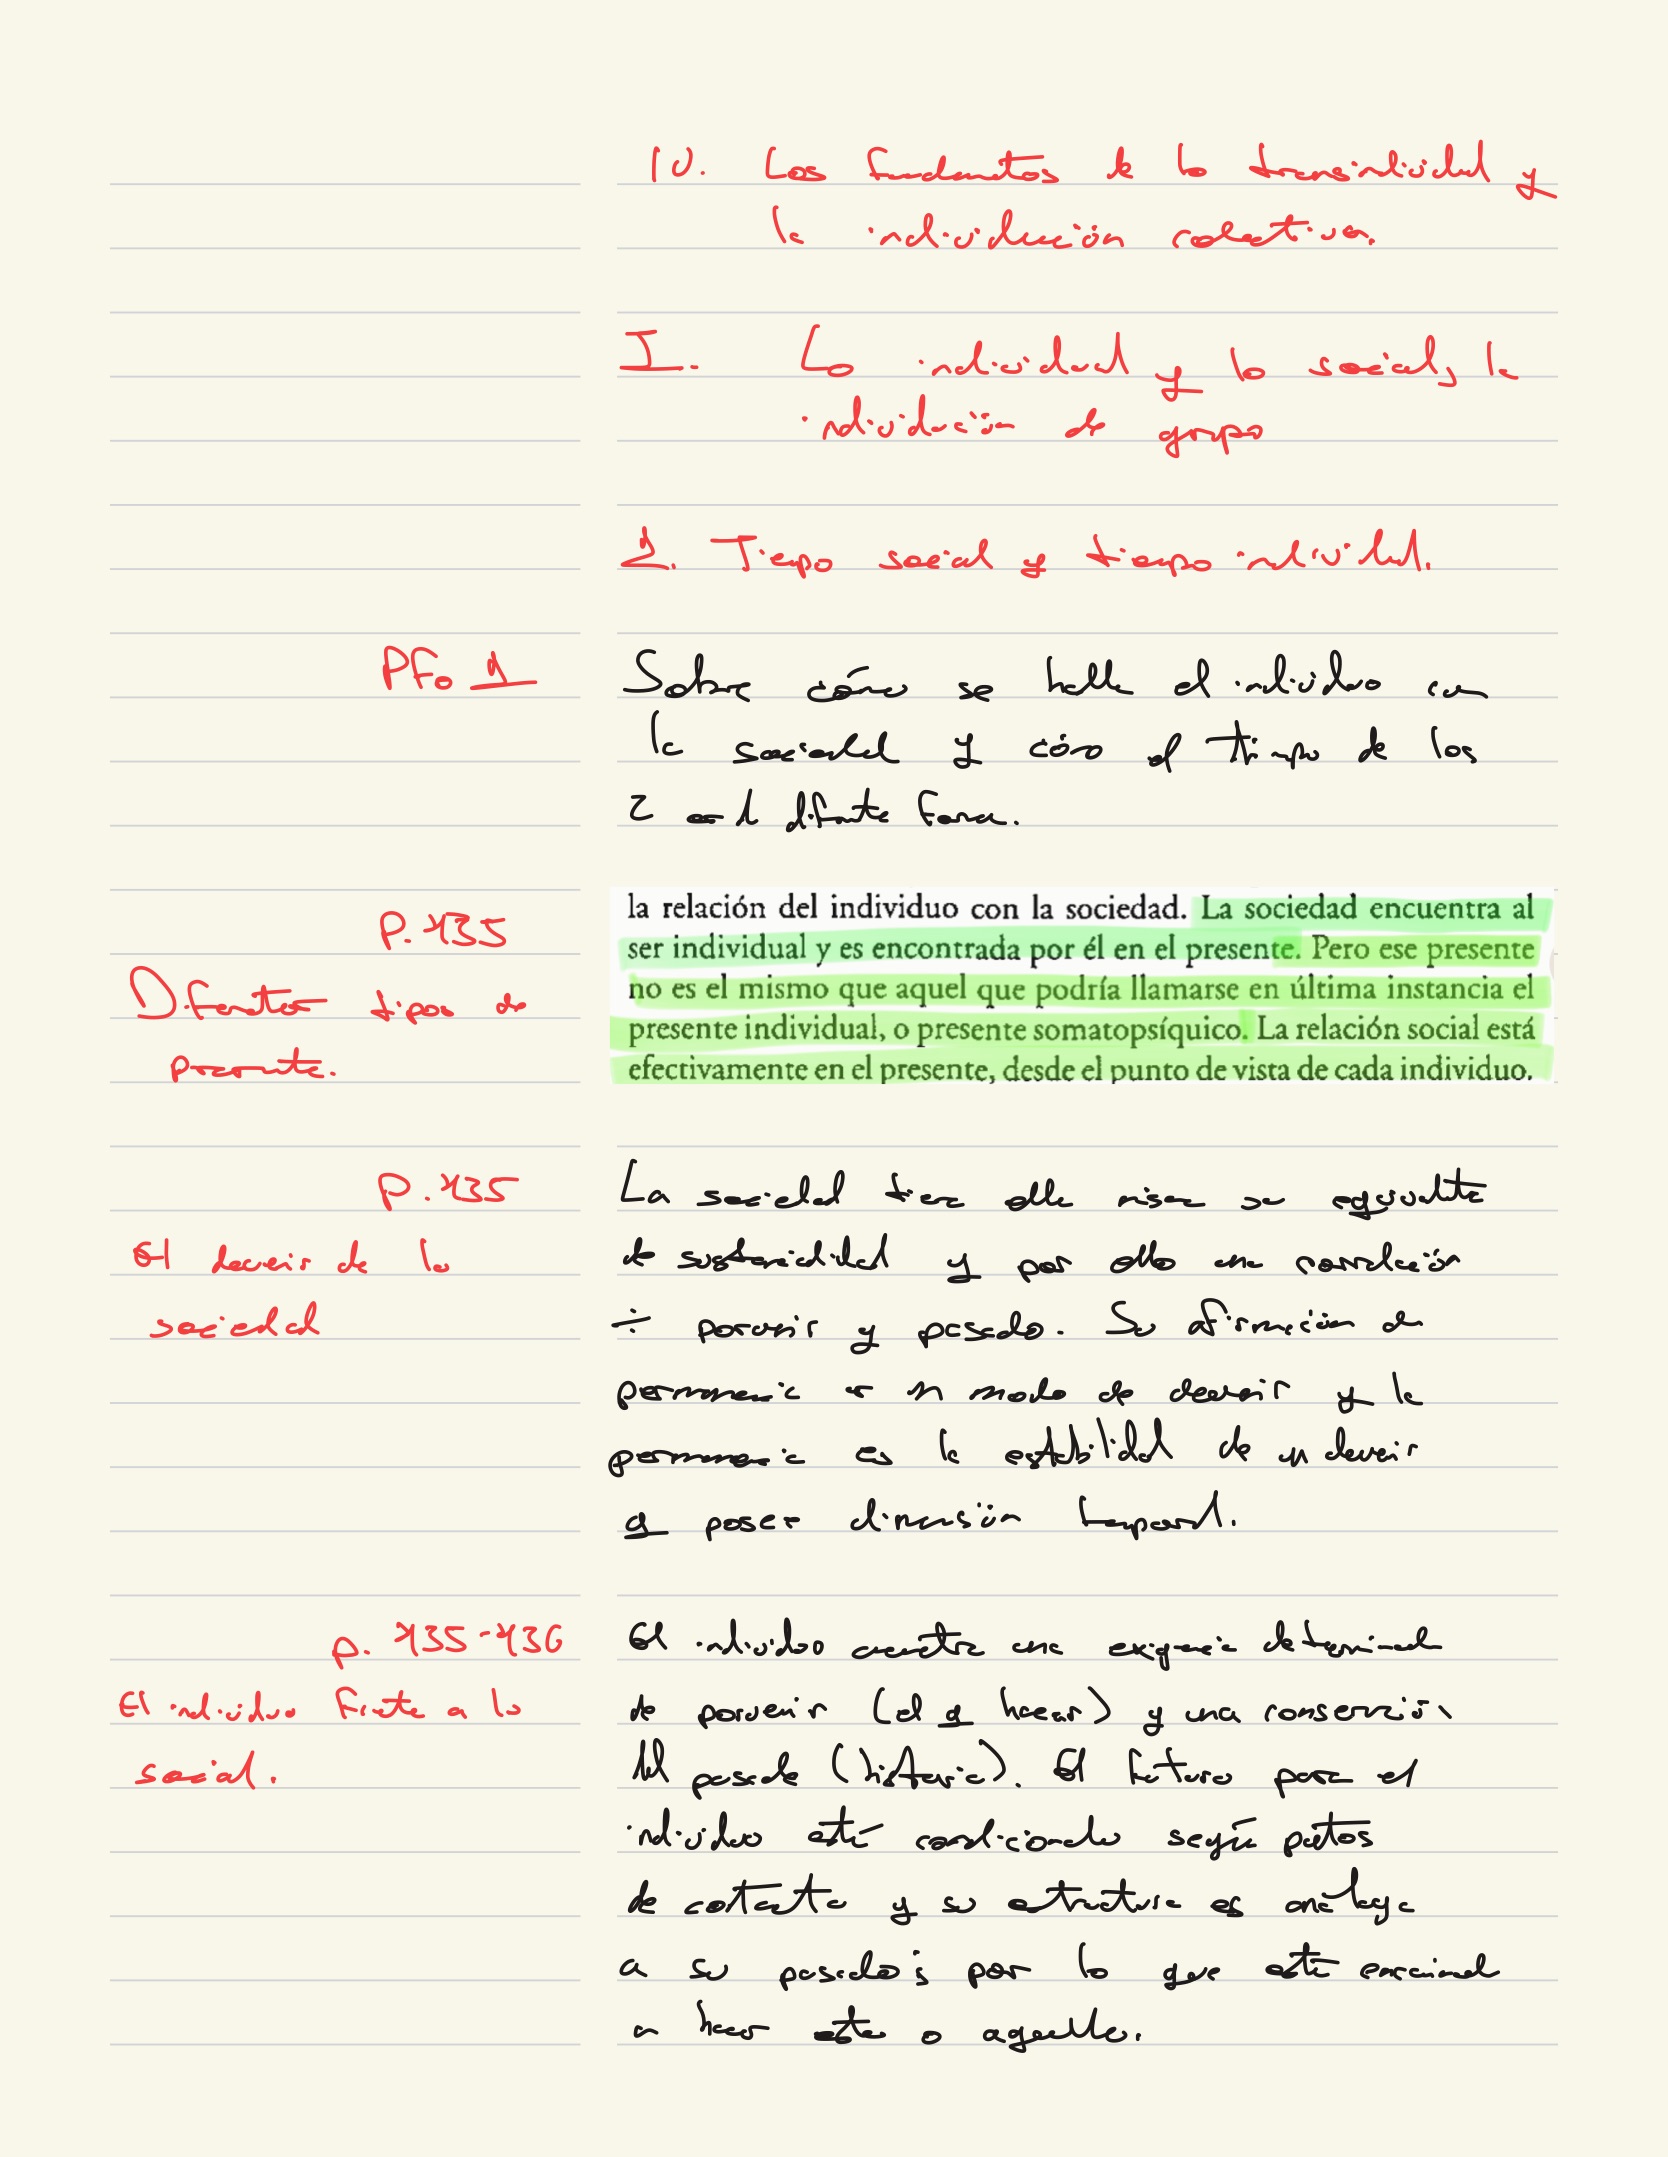 10. Los fundamentos de lo transindividual y
la individuación colectiva.
I. Lo individual y lo social, la
individuación de grupo
1. Tiempo social y tiempo individual.
Pfo 1
Sobre cómo se halla el individuo con
la sociedad y cómo el tiempo de los
2 es d diferente forma.
P. 435
Diferentes tipos de
presente.
la relación del individuo con la sociedad. La sociedad encuentra al
ser individual y es encontrada por él en el presente. Pero ese presente
no es el mismo que aquel que podría llamarse en última instancia el
presente individual, o presente somatopsíquico. La relación social está
efectivamente en el presente, desde el punto de vista de cada individuo.
P. 435
El devenir de la
sociedad
La sociedad tiene ella misma su equivalente
de sustancialidad y por ello una correlación
÷ porvenir y pasado. Su afirmación de
permanencia es un modo de devenir y la
permanencia es la estabilidad de un devenir
q posee dimensión temporal.
p. 435-436
El individuo frente a lo
social.
El individuo encuentra una exigencia determinada
de porvenir (el q hacer) y una conservación
del pasado (historia). El futuro para el
individuo está condicionado según puntos
de contacto y su estructura es análoga
a su pasado; por lo que está encaminado
a hacer esto o aquello.